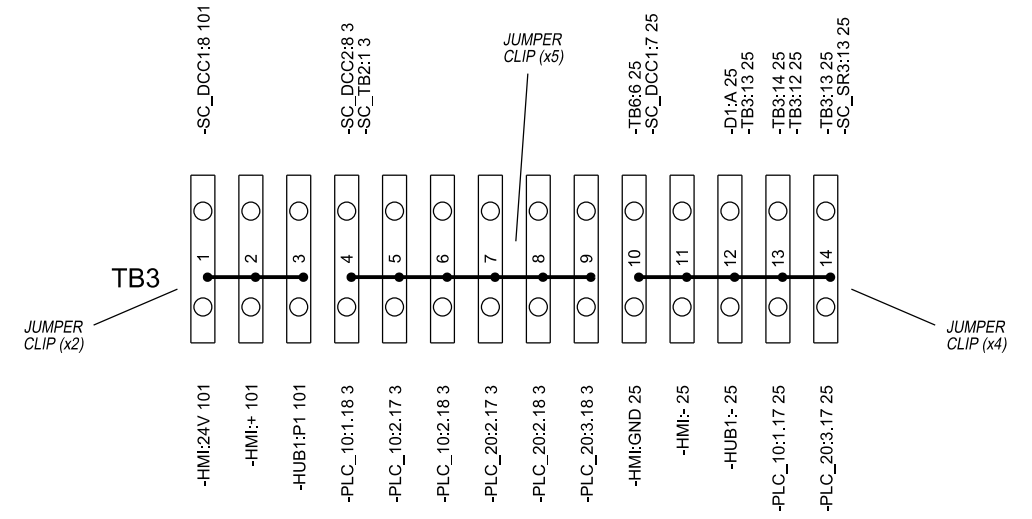 -SC_DCC1:8 101
-SC_DCC2:8 3
-SC_TB2:1 3
JUMPER
CLIP (x5)
-TB6:6 25
-SC_DCC1:7 25
-D1:A 25
-TB3:13 25
-TB3:14 25
-TB3:12 25
-TB3:13 25
-SC_SR3:13 25
TB3
1
2
3
4
5
6
7
8
9
10
11
12
13
14
JUMPER
CLIP (x2)
JUMPER
CLIP (x4)
-HMI:24V 101
-HMI:+ 101
-HUB1:P1 101
-PLC_10:1.18 3
-PLC_10:2.17 3
-PLC_10:2.18 3
-PLC_20:2.17 3
-PLC_20:2.18 3
-PLC_20:3.18 3
-HMI:GND 25
-HMI:- 25
-HUB1:- 25
-PLC_10:1.17 25
-PLC_20:3.17 25